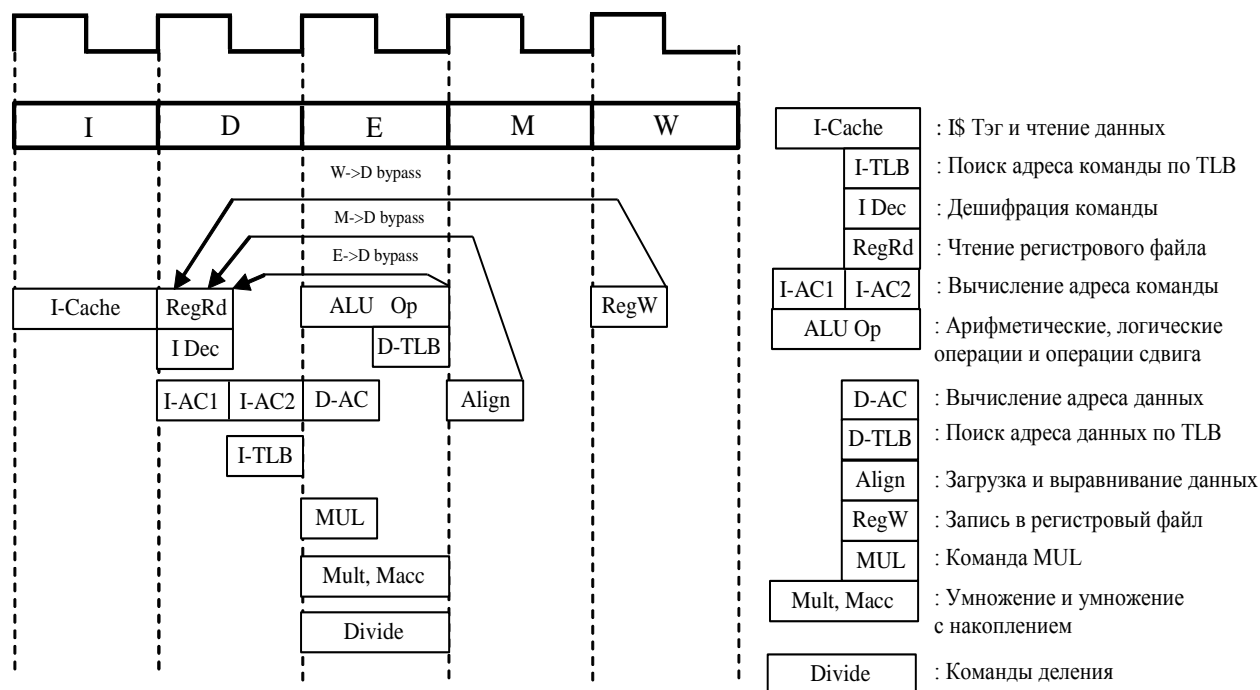 I D E M W
W->D bypass
M->D bypass
E->D bypass
I-Cache RegRd ALU Op RegW
I Dec D-TLB
I-AC1 I-AC2 D-AC Align
I-TLB
MUL
Mult, Macc
Divide
I-Cache : I$ Тэг и чтение данных
I-TLB : Поиск адреса команды по TLB
I Dec : Дешифрация команды
RegRd : Чтение регистрового файла
I-AC1 I-AC2 : Вычисление адреса команды
ALU Op : Арифметические, логические
операции и операции сдвига
D-AC : Вычисление адреса данных
D-TLB : Поиск адреса данных по TLB
Align : Загрузка и выравнивание данных
RegW : Запись в регистровый файл
MUL : Команда MUL
Mult, Macc : Умножение и умножение
с накоплением
Divide : Команды деления